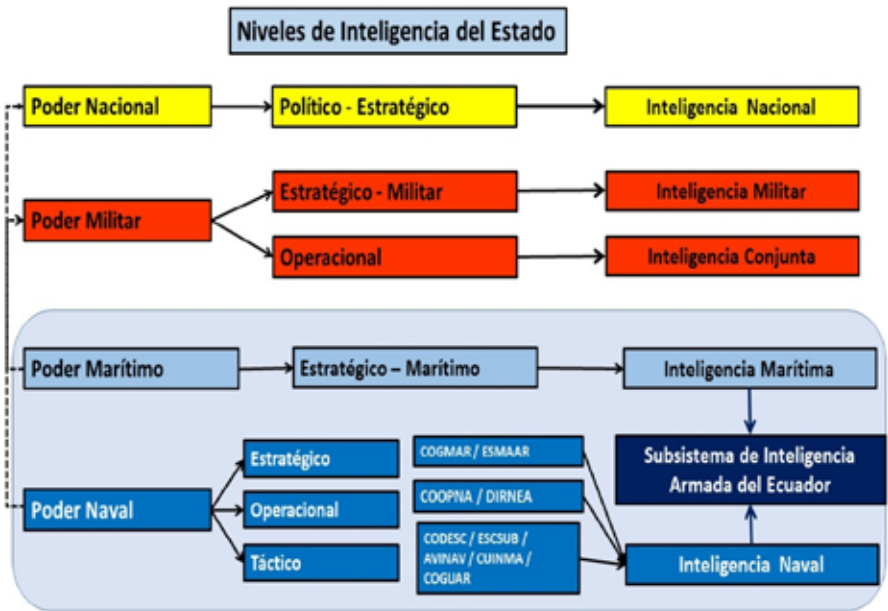 Niveles de Inteligencia del Estado
Poder Nacional
Político - Estratégico
Inteligencia Nacional
Poder Militar
Estratégico - Militar
Inteligencia Militar
Operacional
Inteligencia Conjunta
Poder Marítimo
Estratégico – Marítimo
Inteligencia Marítima
Poder Naval
Estratégico
COGMAR / ESMAAR
Subsistema de Inteligencia
Armada del Ecuador
Operacional
COOPNA / DIRNEA
Táctico
CODESC / ESCSUB /
AVINAV / CUINMA /
COGUAR
Inteligencia Naval